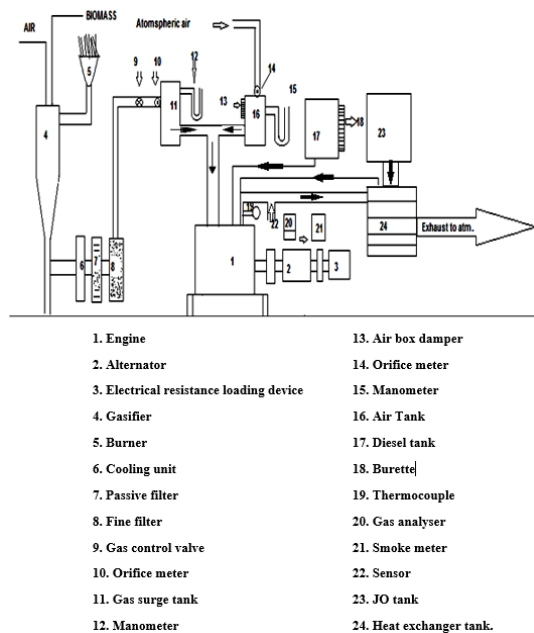 BIOMASS
AIR
Atomspheric air
14
9
10
12
5
13
15
11
16
17
18
23
4
19
22
20
21
24
Exhaust to atm.
6
7
8
1
2
3
1. Engine
2. Alternator
3. Electrical resistance loading device
4. Gasifier
5. Burner
6. Cooling unit
7. Passive filter
8. Fine filter
9. Gas control valve
10. Orifice meter
11. Gas surge tank
12. Manometer
13. Air box damper
14. Orifice meter
15. Manometer
16. Air Tank
17. Diesel tank
18. Burette
19. Thermocouple
20. Gas analyser
21. Smoke meter
22. Sensor
23. JO tank
24. Heat exchanger tank.